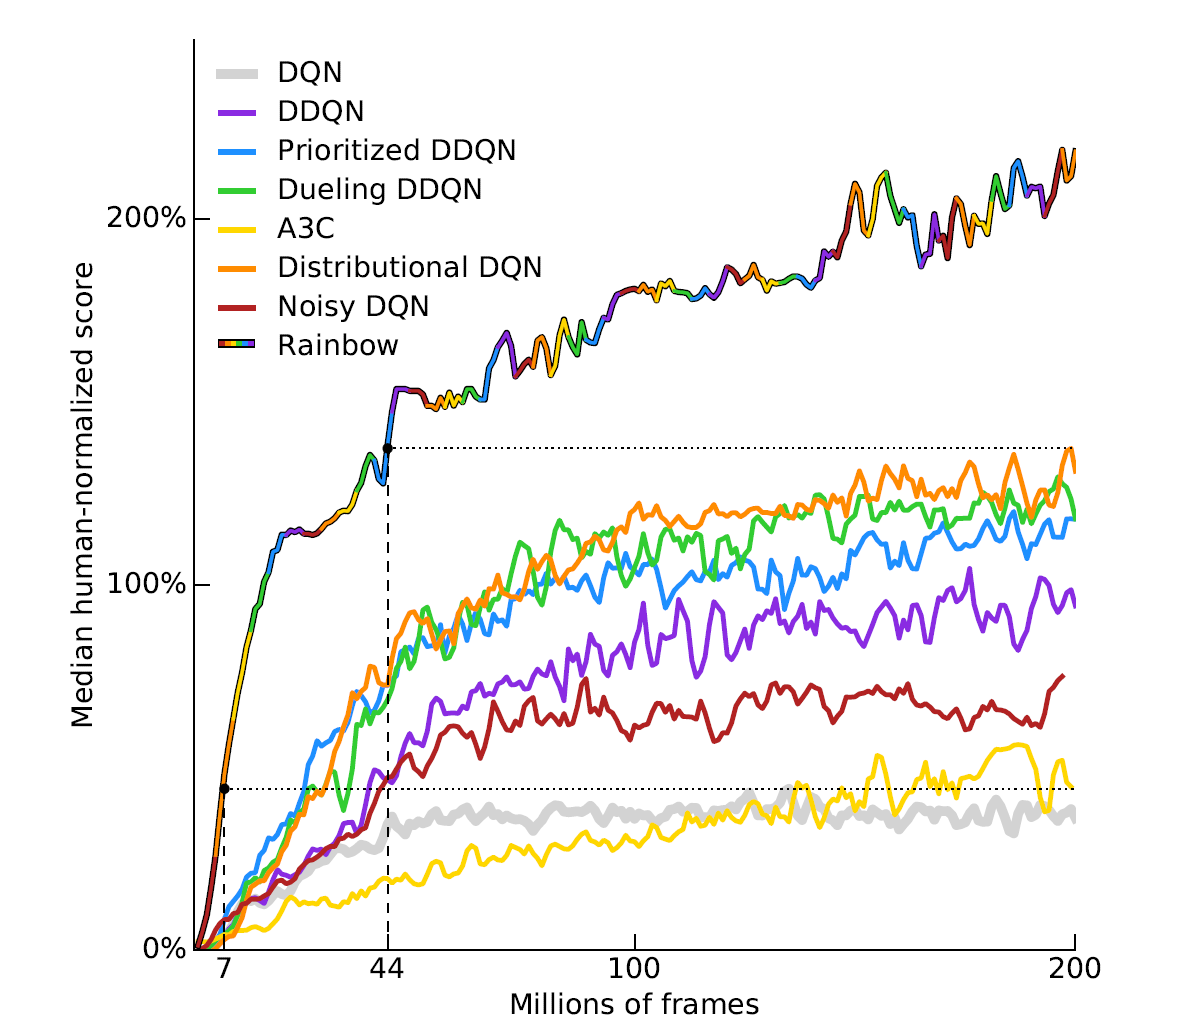 DQN
DDQN
Prioritized DDQN
Dueling DDQN
A3C
Distributional DQN
Noisy DQN
Rainbow
200%
100%
0%
Median human-normalized score
7
44
100
200
Millions of frames